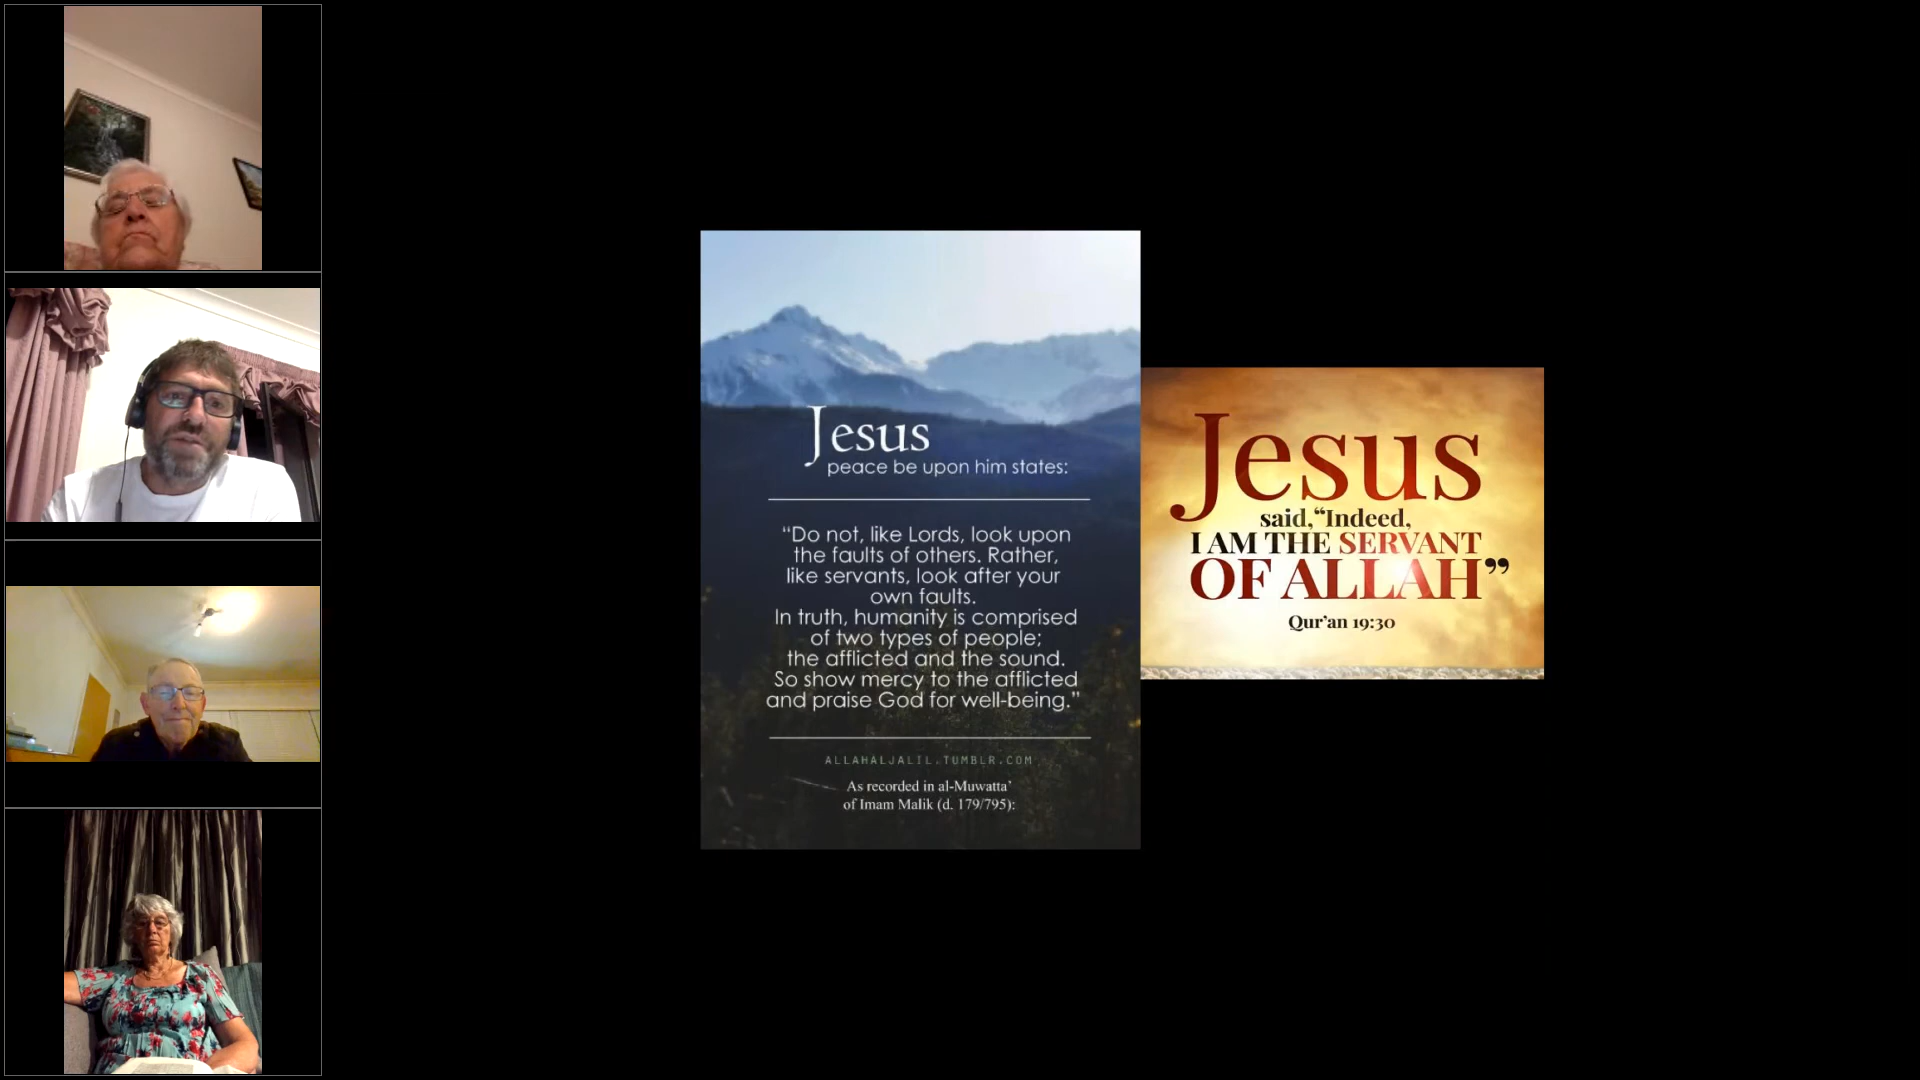 Jesus
peace be upon him states:
“Do not, like Lords, look upon
the faults of others. Rather,
like servants, look after your
own faults.
In truth, humanity is comprised
of two types of people;
the afflicted and the sound.
So show mercy to the afflicted
and praise God for well-being.”
ALLAHALJALIL.TUMBLR.COM
As recorded in al-Muwatta’
of Imam Malik (d. 179/795):
Jesus
said,“Indeed,
I AM THE SERVANT
OF ALLAH”
Qur’an 19:30